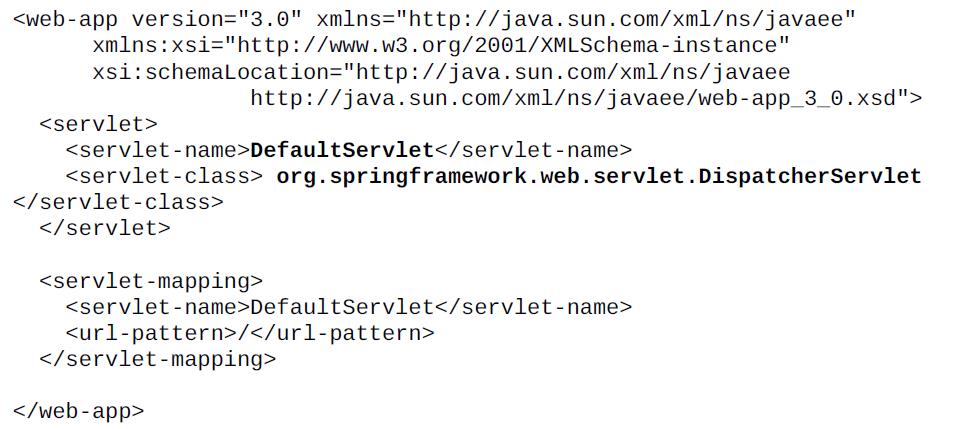 <web-app version="3.0" xmlns="http://java.sun.com/xml/ns/javaee"
xmlns:xsi="http://www.w3.org/2001/XMLSchema-instance"
xsi:schemaLocation="http://java.sun.com/xml/ns/javaee
http://java.sun.com/xml/ns/javaee/web-app_3_0.xsd">
<servlet>
<servlet-name>DefaultServlet</servlet-name>
<servlet-class> org.springframework.web.servlet.DispatcherServlet
</servlet-class>
</servlet>
<servlet-mapping>
<servlet-name>DefaultServlet</servlet-name>
<url-pattern>/</url-pattern>
</servlet-mapping>
</web-app>